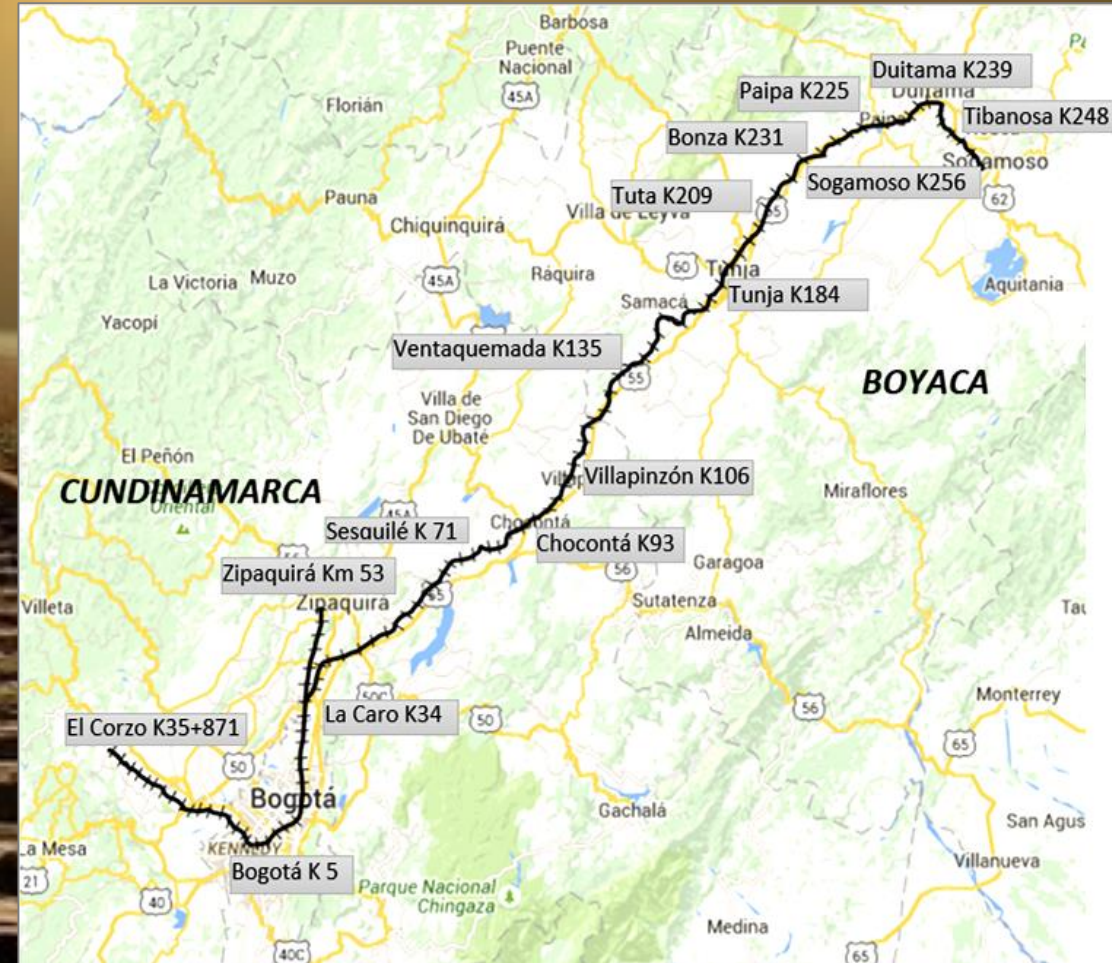 Barbosa
Puente
Nacional
45A
Florián
Duitama K239
Duitama
Paipa K225
Paipa
Tibanosa K248
Bonza K231
Sogamoso
Sogamoso K256
62
Tuta K209
55
Villa de Leyva
Pauna
Chiquinquirá
La Victoria
Muzo
45A
Ráquira
60
Tunja
Aquitania
Samacá
Tunja K184
Yacopí
Ventaquemada K135
55
BOYACA
Villa de
San Diego
De Ubaté
El Peñón
CUNDINAMARCA
Oriental
Villapinzón K106
Miraflores
45A
Sesquilé K 71
Chocontá
Chocontá K93
56
Garagoa
Zipaquirá Km 53
Zipaquirá
55
Villeta
Sutatenza
Almeida
50C
La Caro K34
50
56
Monterrey
El Corzo K35+871
65
50
Bogotá
Gachalá
San Agus
La Mesa
KENNEDY
Villanueva
Bogotá K 5
21
Parque Nacional
Chingaza
40
Medina
40C
65